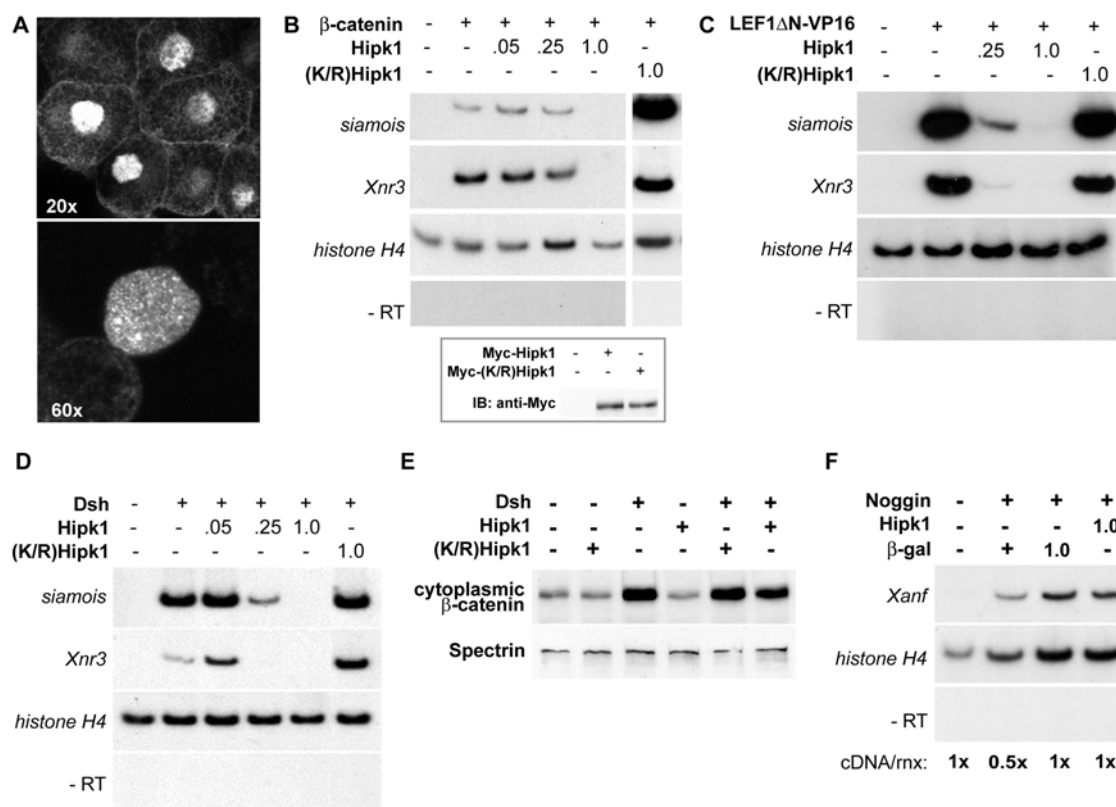 A
20x
60x
B
β-catenin - + + + + +
Hipk1 - - .05 .25 1.0 -
(K/R)Hipk1 - - - - - 1.0
siamois
Xnr3
histone H4
- RT
Myc-Hipk1 - + -
Myc-(K/R)Hipk1 - - +
IB: anti-Myc
C
LEF1ΔN-VP16 - + + + +
Hipk1 - - .25 1.0 -
(K/R)Hipk1 - - - - 1.0
siamois
Xnr3
histone H4
- RT
D
Dsh - + + + + +
Hipk1 - - .05 .25 1.0 -
(K/R)Hipk1 - - - - - 1.0
siamois
Xnr3
histone H4
- RT
E
Dsh - - + - + +
Hipk1 - - - + - +
(K/R)Hipk1 - + - - + -
cytoplasmic
β-catenin
Spectrin
F
Noggin - + + +
Hipk1 - - - 1.0
β-gal - + 1.0 -
Xanf
histone H4
- RT
cDNA/rnx: 1x 0.5x 1x 1x